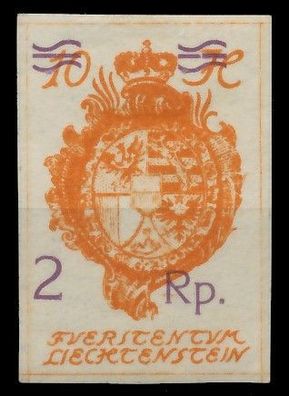 10 H
2 Rp.
FVERSTENTVM
LIECHTENSTEIN